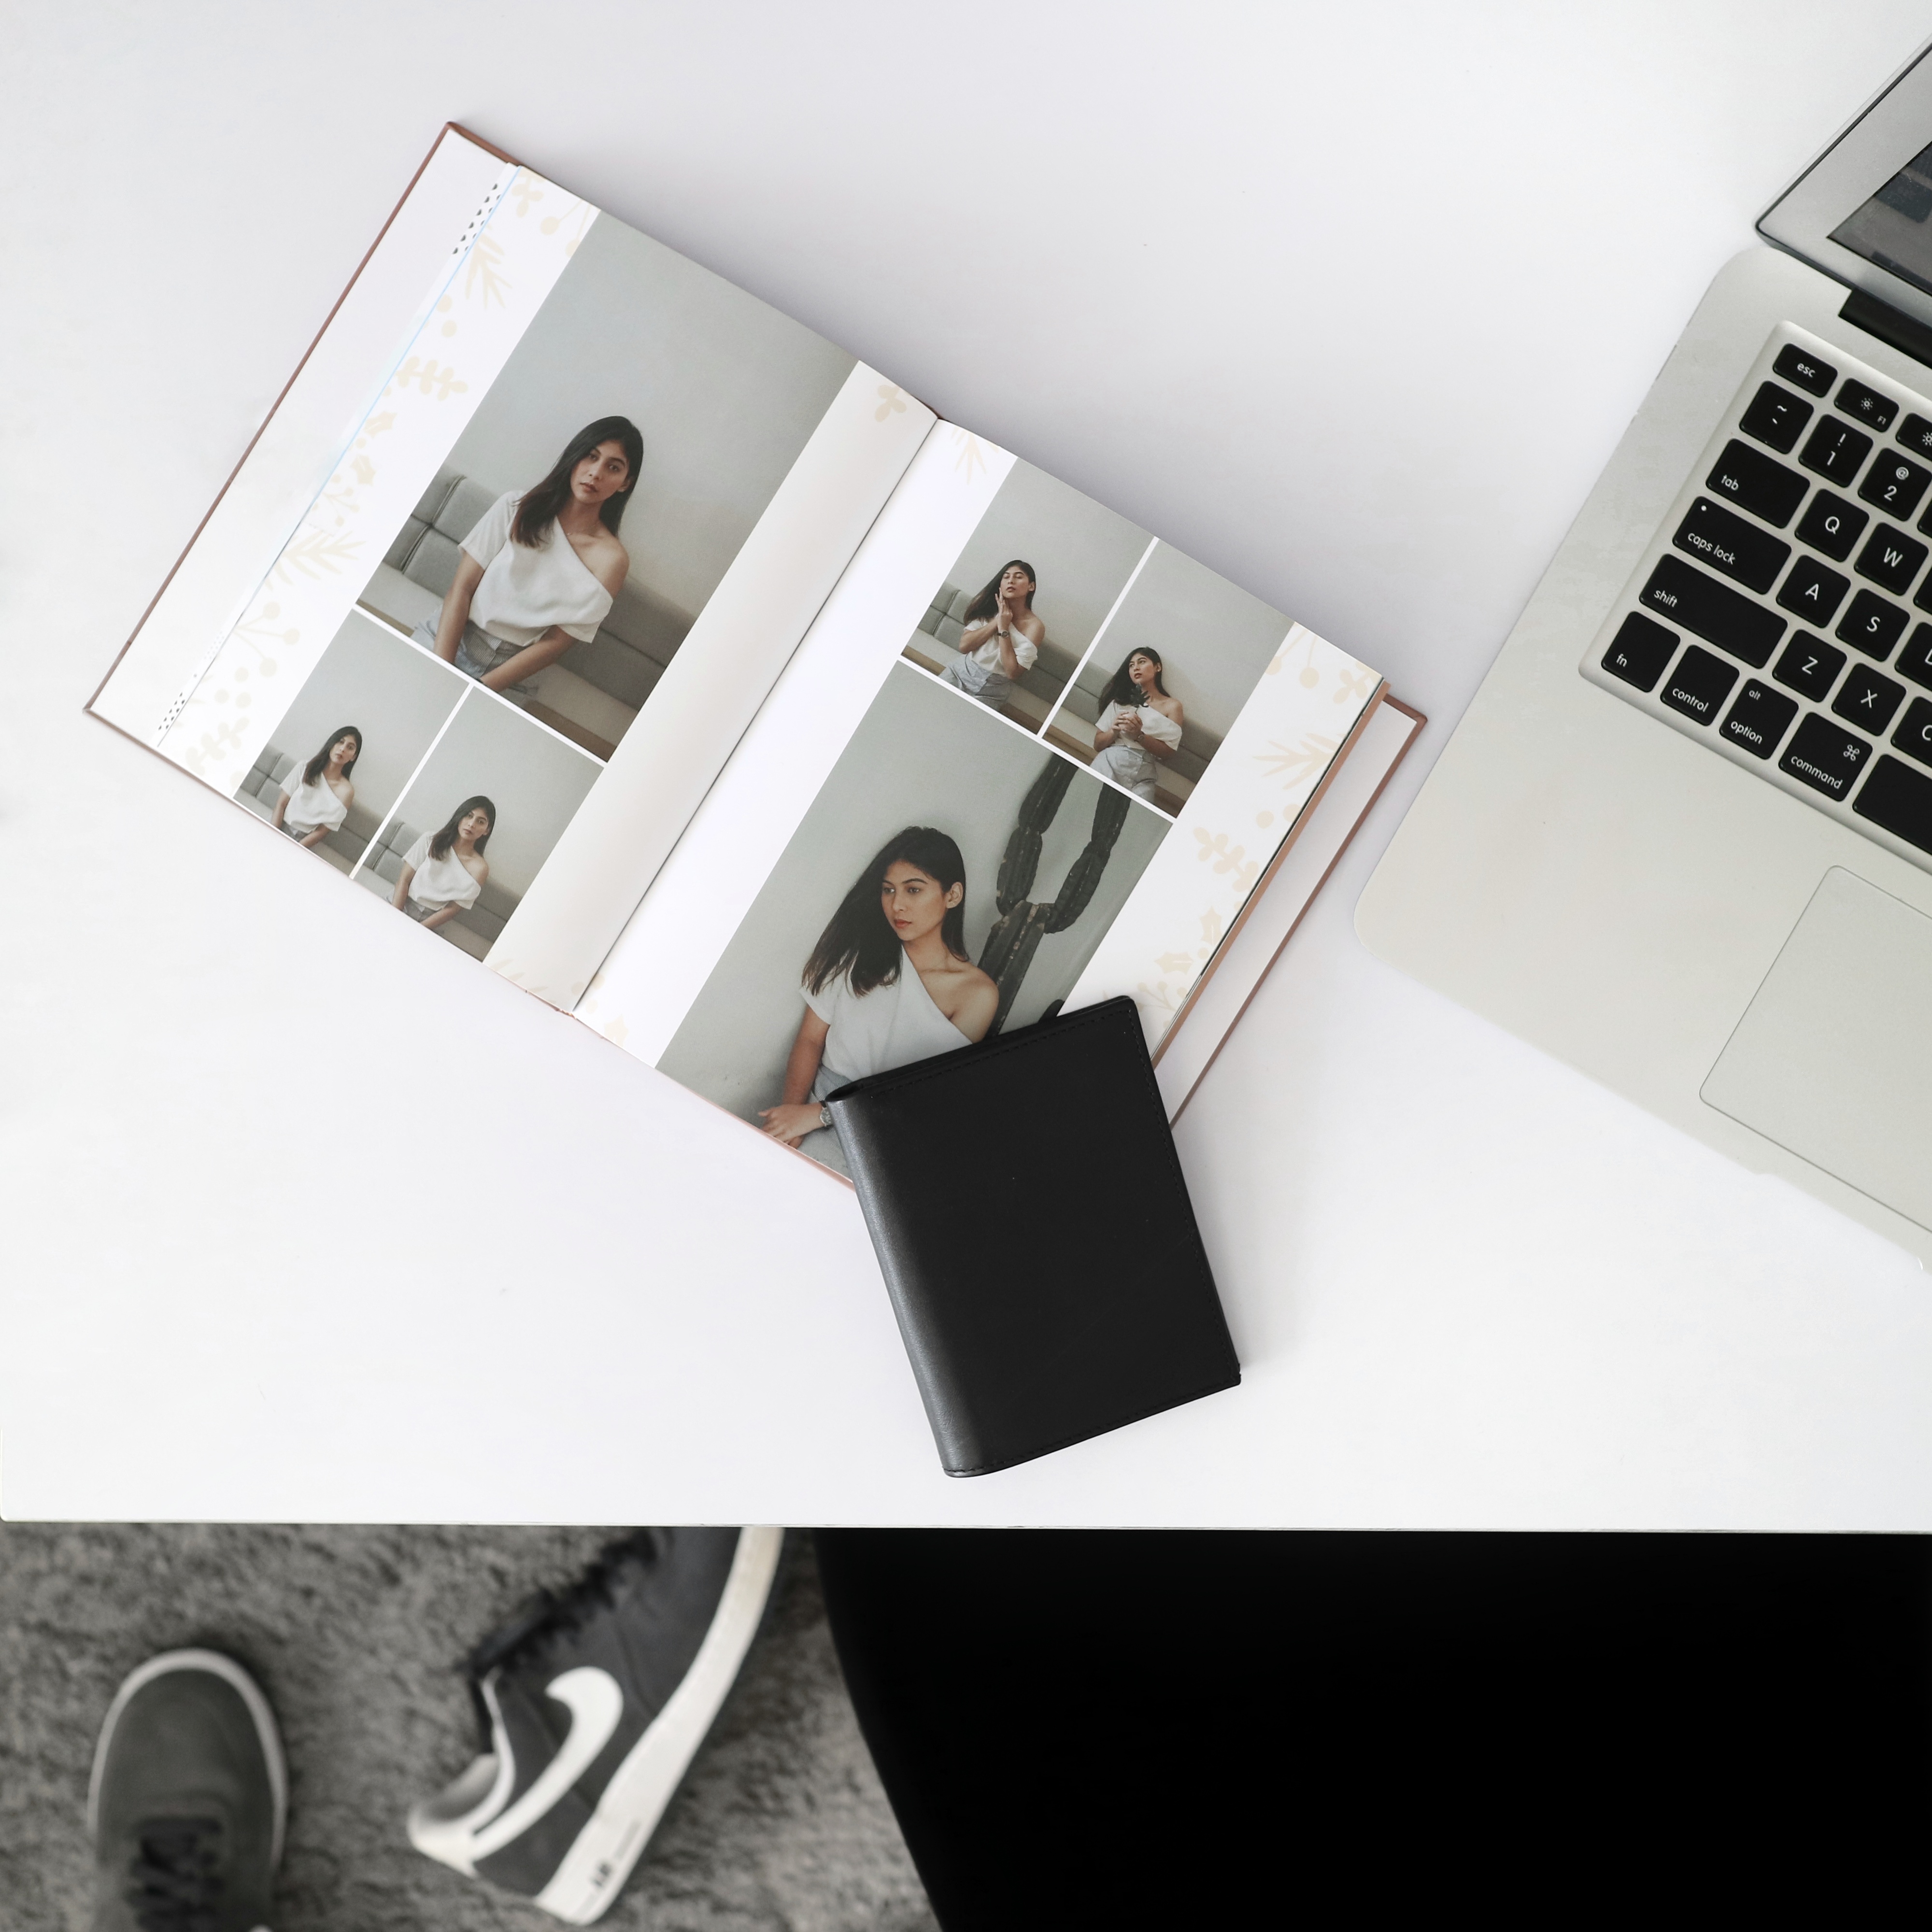 esc
F1
~
!
1
@
2
tab
Q
W
caps lock
A
S
shift
Z
X
C
fn
control
alt
option
⌘
command